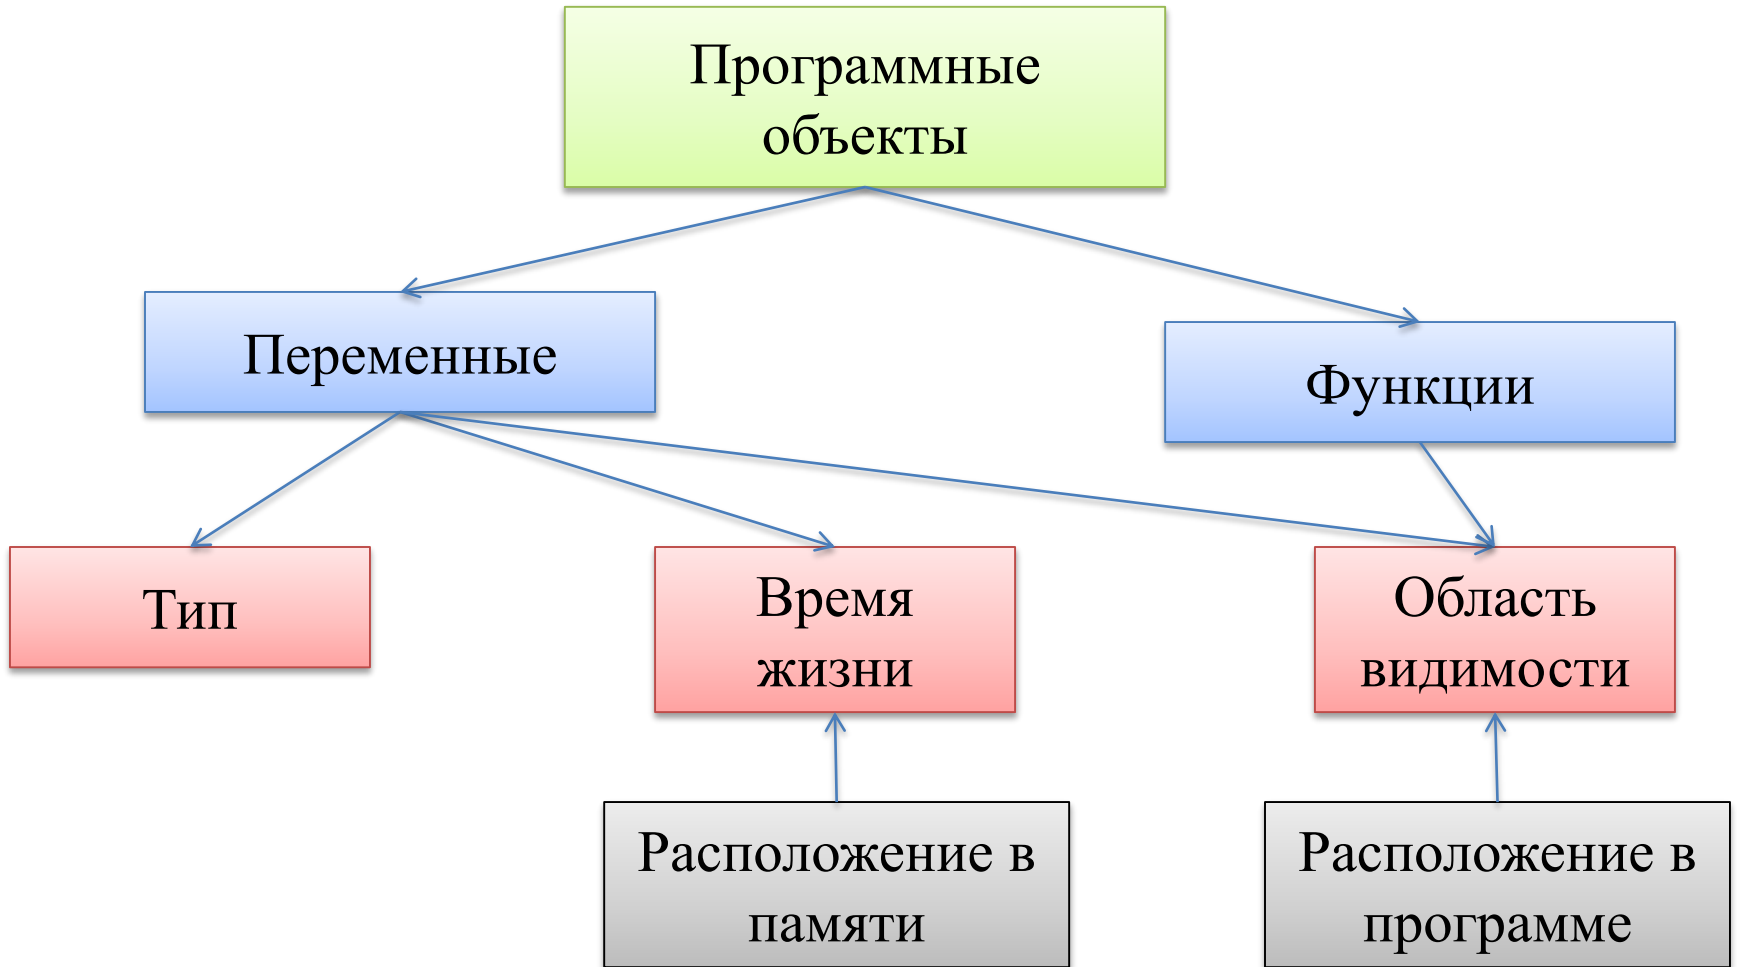 Программные
объекты
Переменные
Функции
Тип
Время
жизни
Область
видимости
Расположение в
памяти
Расположение в
программе